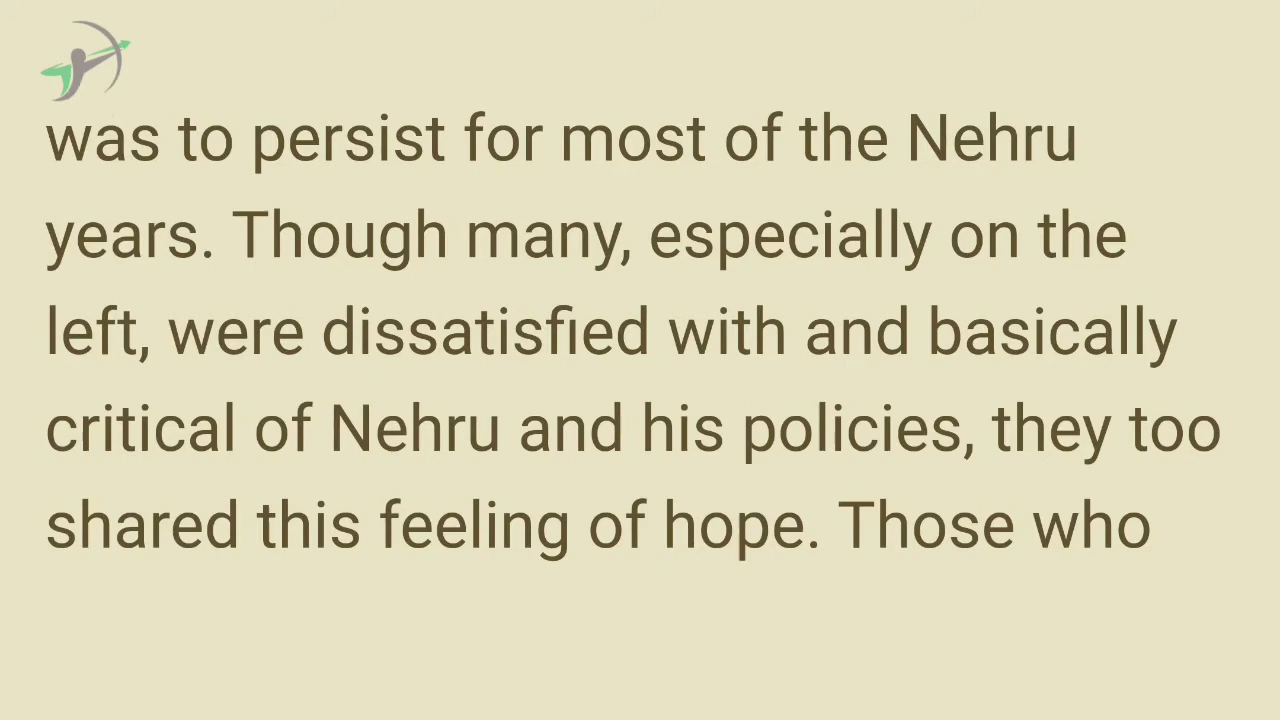 was to persist for most of the Nehru
years. Though many, especially on the
left, were dissatisfied with and basically
critical of Nehru and his policies, they too
shared this feeling of hope. Those who